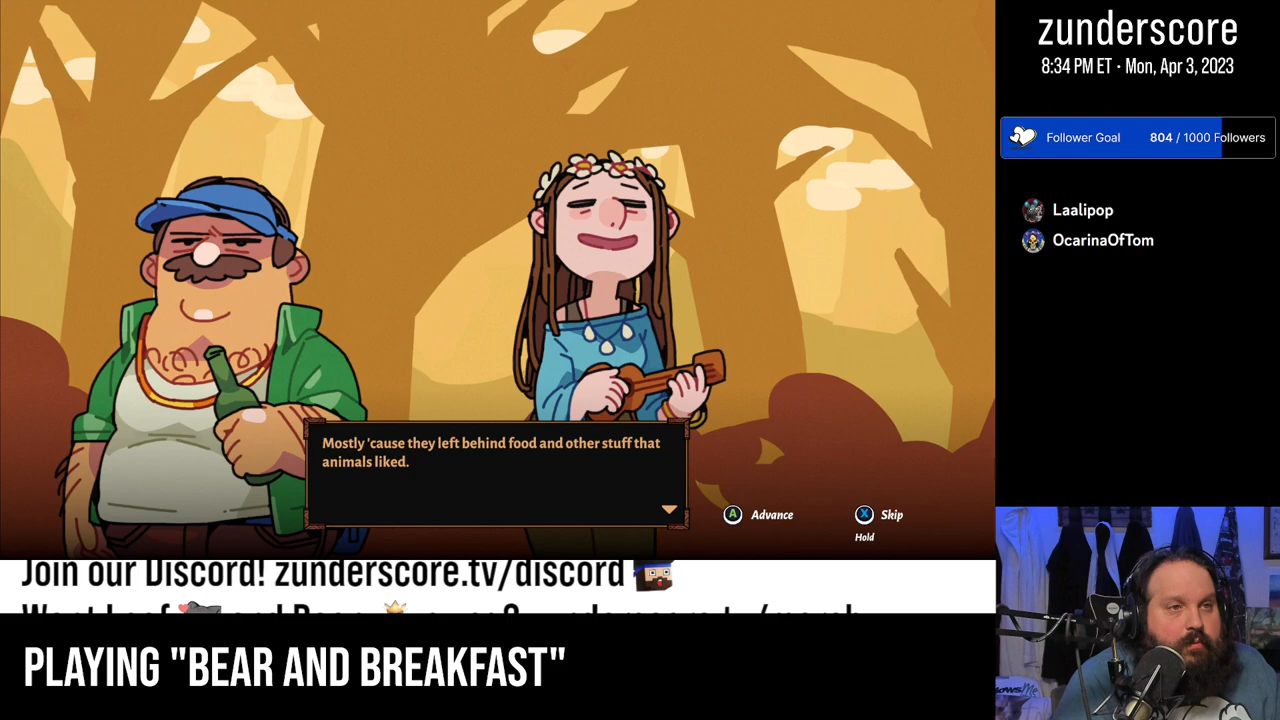 zunderscore
8:34 PM ET · Mon, Apr 3, 2023
Follower Goal 804 / 1000 Followers
Laalipop
OcarinaOfTom
Mostly 'cause they left behind food and other stuff that
animals liked.
A Advance
X Skip
Hold
Join our Discord! zunderscore.tv/discord
PLAYING "BEAR AND BREAKFAST"